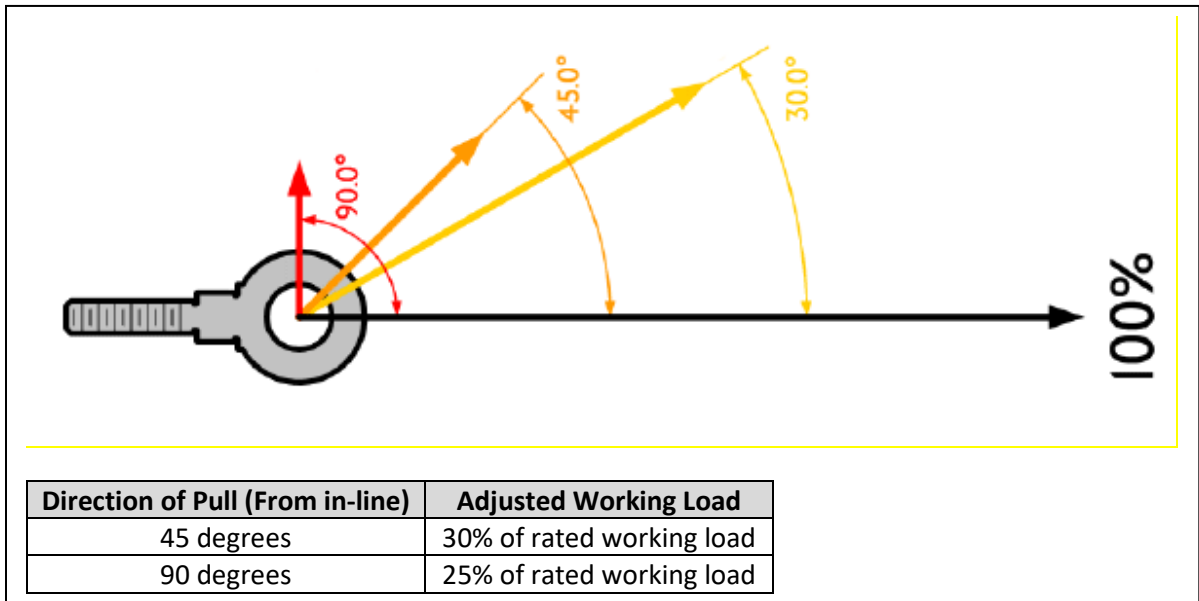 90.0°
45.0°
30.0°
100%
Direction of Pull (From in-line) Adjusted Working Load
45 degrees 30% of rated working load
90 degrees 25% of rated working load